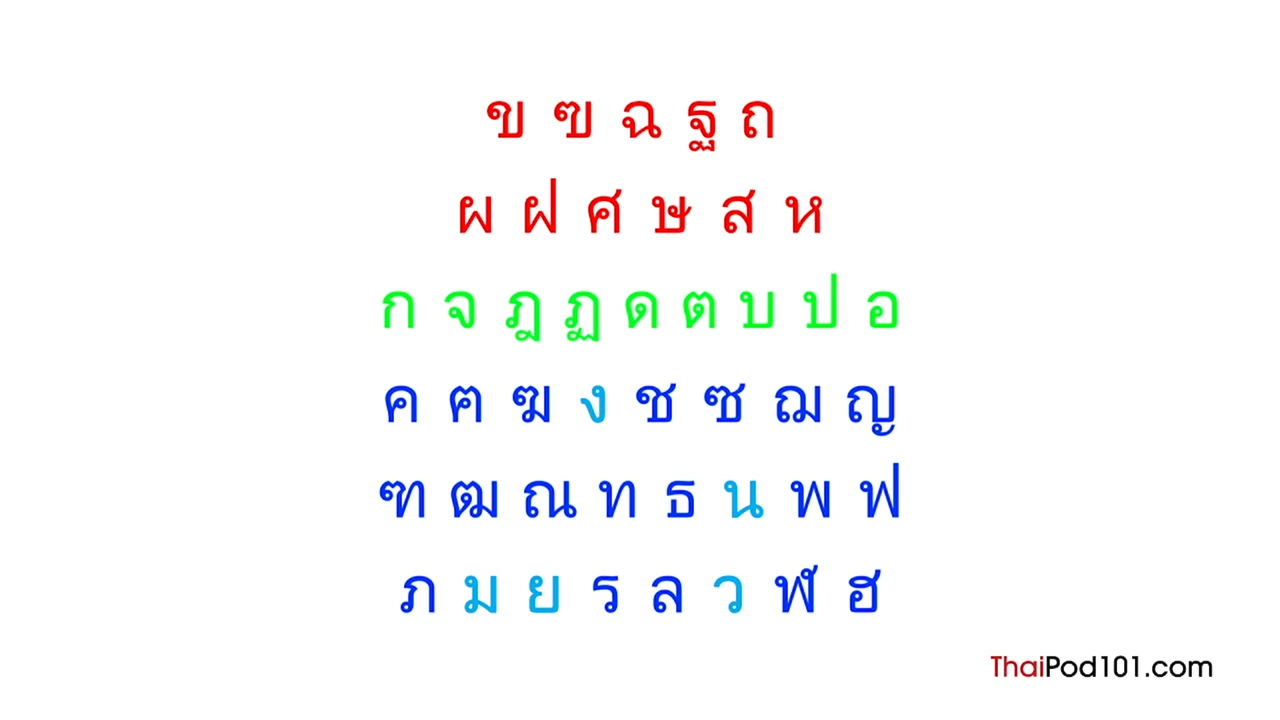 ข ฃ ฉ ฐ ถ
ผ ฝ ศ ษ ส ห
ก จ ฎ ฏ ด ต บ ป อ
ค ฅ ฆ ง ช ซ ฌ ญ
ฑ ฒ ณ ท ธ น พ ฟ
ภ ม ย ร ล ว ฬ ฮ
ThaiPod101.com